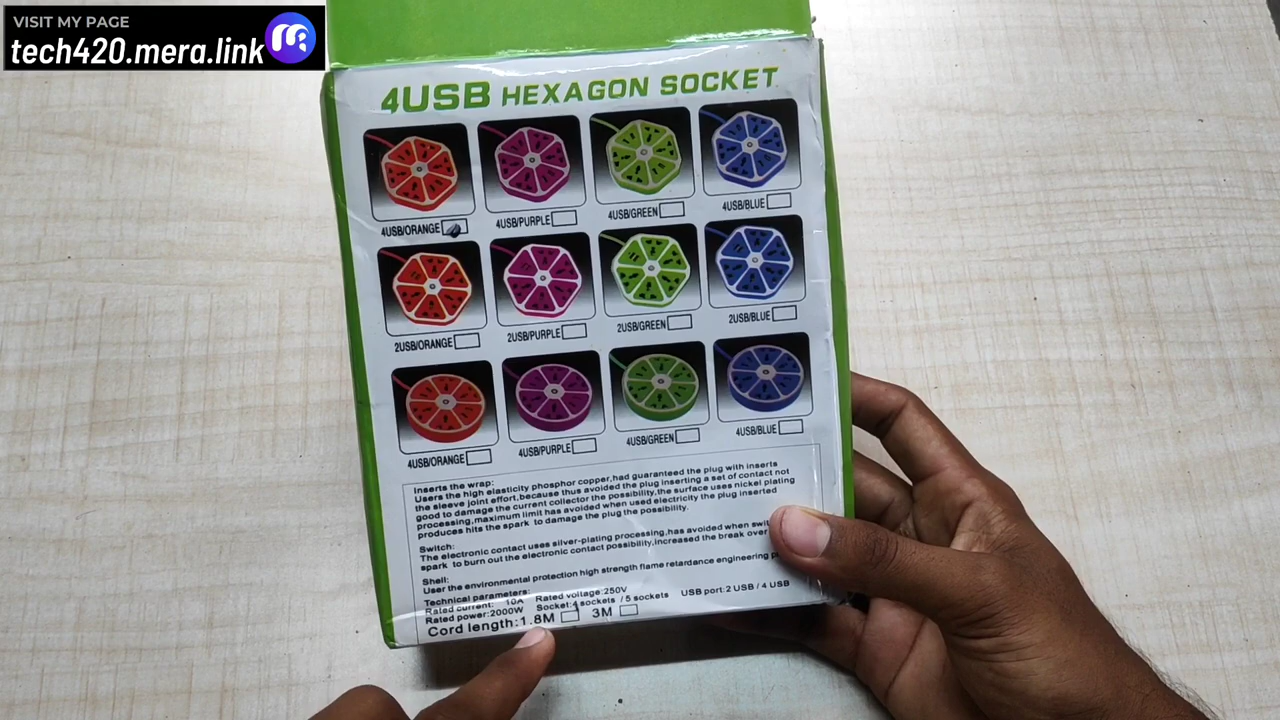 VISIT MY PAGE
tech420.mera.link
4USB HEXAGON SOCKET
4USB/ORANGE
4USB/PURPLE
4USB/GREEN
4USB/BLUE
2USB/ORANGE
2USB/PURPLE
2USB/GREEN
2USB/BLUE
4USB/ORANGE
4USB/PURPLE
4USB/GREEN
4USB/BLUE
Inserts the wrap:
Users the high elasticity phosphor copper,had guaranteed the plug with inserts
the sleeve joint effort,because thus avoided the plug inserting a set of contact not
good to damage the current collector the possibility,the surface uses nickel plating
processing,maximum limit has avoided when used electricity the plug inserted
produces hits the spark to damage the plug the possibility.
Switch:
The electronic contact uses silver-plating processing,has avoided when
spark to burn out the electronic contact possibility,increased the break over
Shell:
User the environmental protection high strength flame retardance engineering
Technical parameters:
Rated current: 10A Rated voltage:250V
Rated power:2000W Socket:4 sockets / 5 sockets USB port:2 USB / 4 USB
Cord length:1.8M 3M